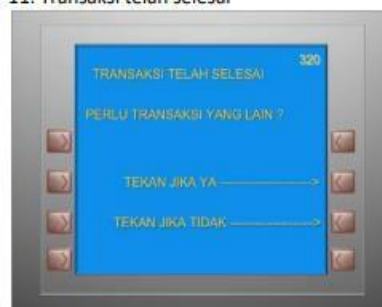 11. Transaksi telah selesai
320
TRANSAKSI TELAH SELESAI
PERLU TRANSAKSI YANG LAIN ?
TEKAN JIKA YA ------------------>
TEKAN JIKA TIDAK ----------------->